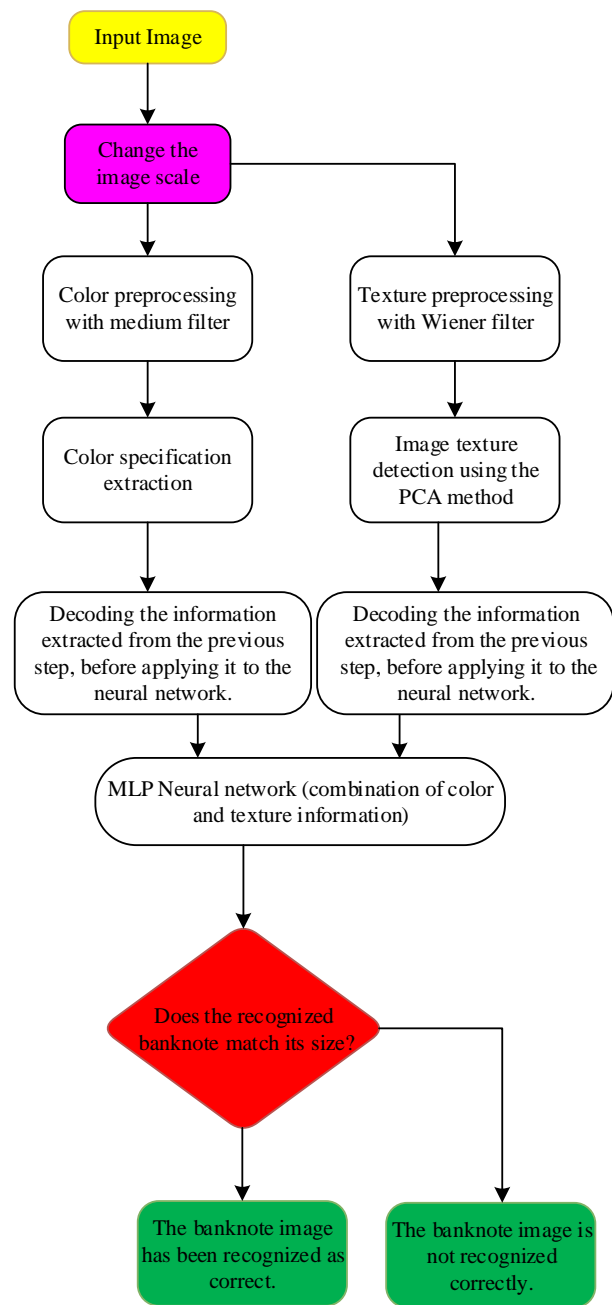 Input Image
Change the
image scale
Color preprocessing
with medium filter
Texture preprocessing
with Wiener filter
Color specification
extraction
Image texture
detection using the
PCA method
Decoding the information
extracted from the previous
step, before applying it to the
neural network.
Decoding the information
extracted from the previous
step, before applying it to the
neural network.
MLP Neural network (combination of color
and texture information)
Does the recognized
banknote match its size?
The banknote image
has been recognized as
correct.
The banknote image is
not recognized
correctly.